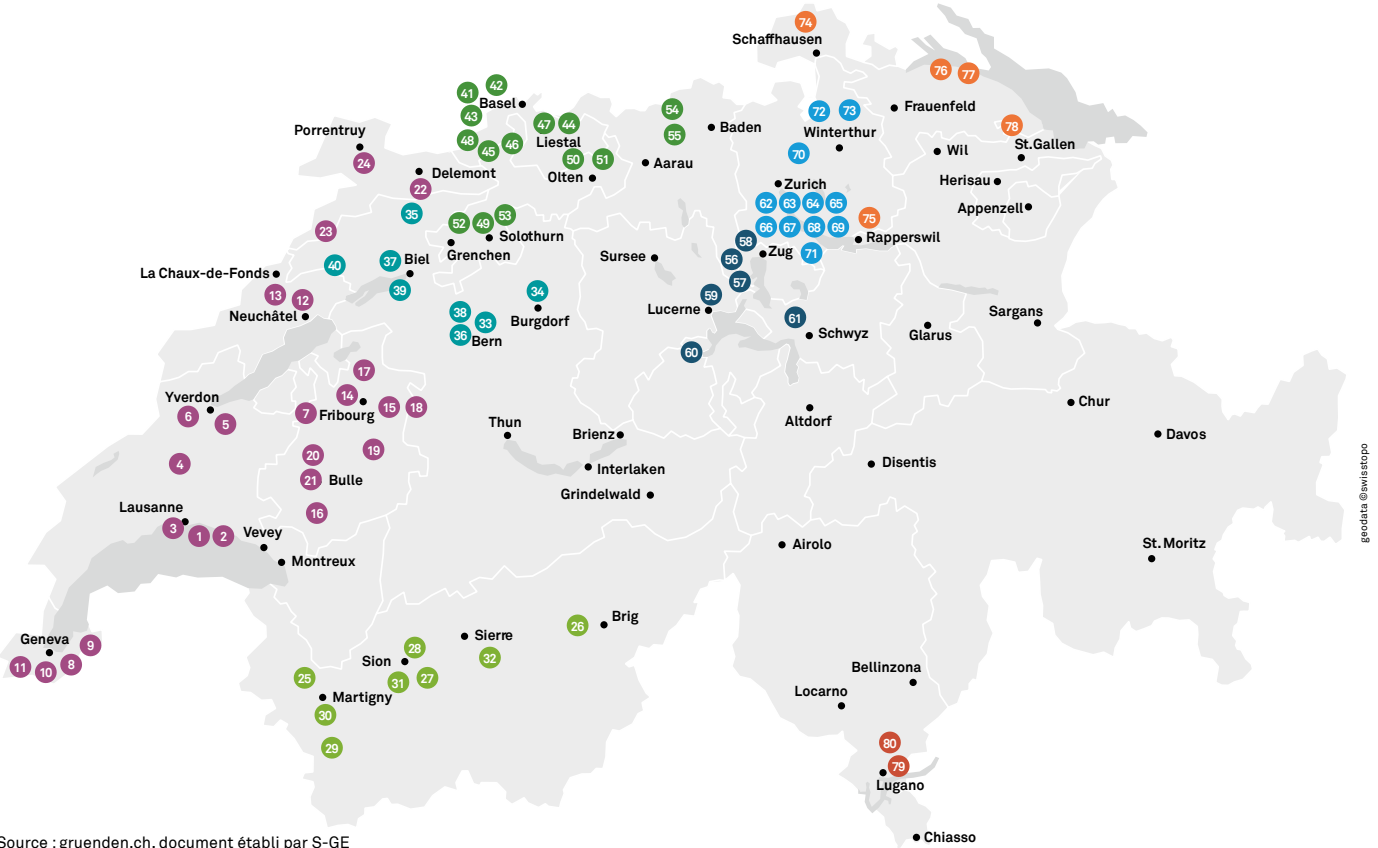 74
Schaffhausen
76
77
41
42
Basel
43
54
72
73
Frauenfeld
47
44
Porrentruy
Liestal
55
Baden
Winterthur
78
St.Gallen
48
45
46
24
50
51
Aarau
70
Wil
Delemont
Olten
Zurich
Herisau
22
62
63
64
65
Appenzell
35
52
49
53
Solothurn
66
67
68
69
75
Rapperswil
23
Grenchen
58
40
37
Biel
Sursee
56
Zug
71
La Chaux-de-Fonds
39
57
13
12
34
59
Neuchâtel
38
33
Burgdorf
Lucerne
61
Schwyz
Glarus
Sargans
36
Bern
60
17
14
Yverdon
7
Fribourg
15
18
Chur
6
5
Thun
Brienz
Altdorf
Davos
20
19
4
Interlaken
Disentis
21
Bulle
Grindelwald
16
Lausanne
3
1
2
Vevey
Airolo
St. Moritz
Montreux
geodata ©swisstopo
26
Brig
Geneva
9
Sierre
11
10
8
28
Sion
32
25
31
27
Bellinzona
Martigny
Locarno
30
29
80
79
Lugano
Chiasso
Source : gruenden.ch, document établi par S-GE